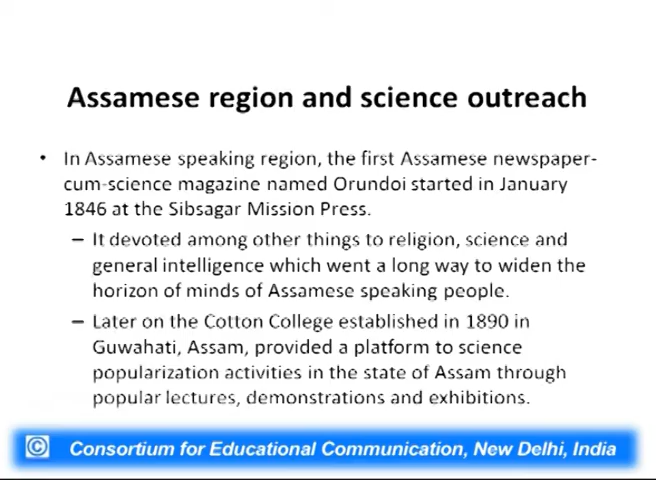 Assamese region and science outreach
• In Assamese speaking region, the first Assamese newspaper-
cum-science magazine named Orundoi started in January
1846 at the Sibsagar Mission Press.
– It devoted among other things to religion, science and
general intelligence which went a long way to widen the
horizon of minds of Assamese speaking people.
– Later on the Cotton College established in 1890 in
Guwahati, Assam, provided a platform to science
popularization activities in the state of Assam through
popular lectures, demonstrations and exhibitions.
© Consortium for Educational Communication, New Delhi, India